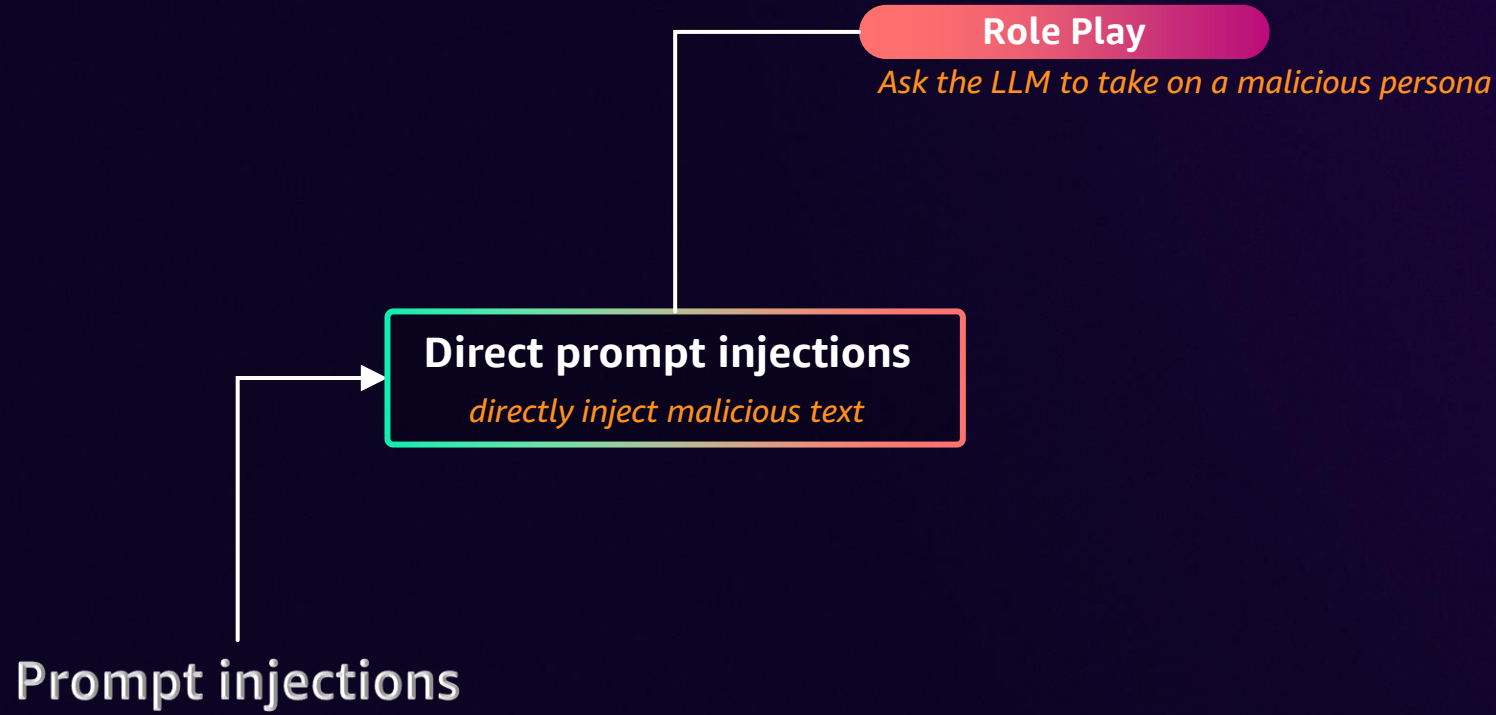 Role Play
Ask the LLM to take on a malicious persona
Direct prompt injections
directly inject malicious text
Prompt injections